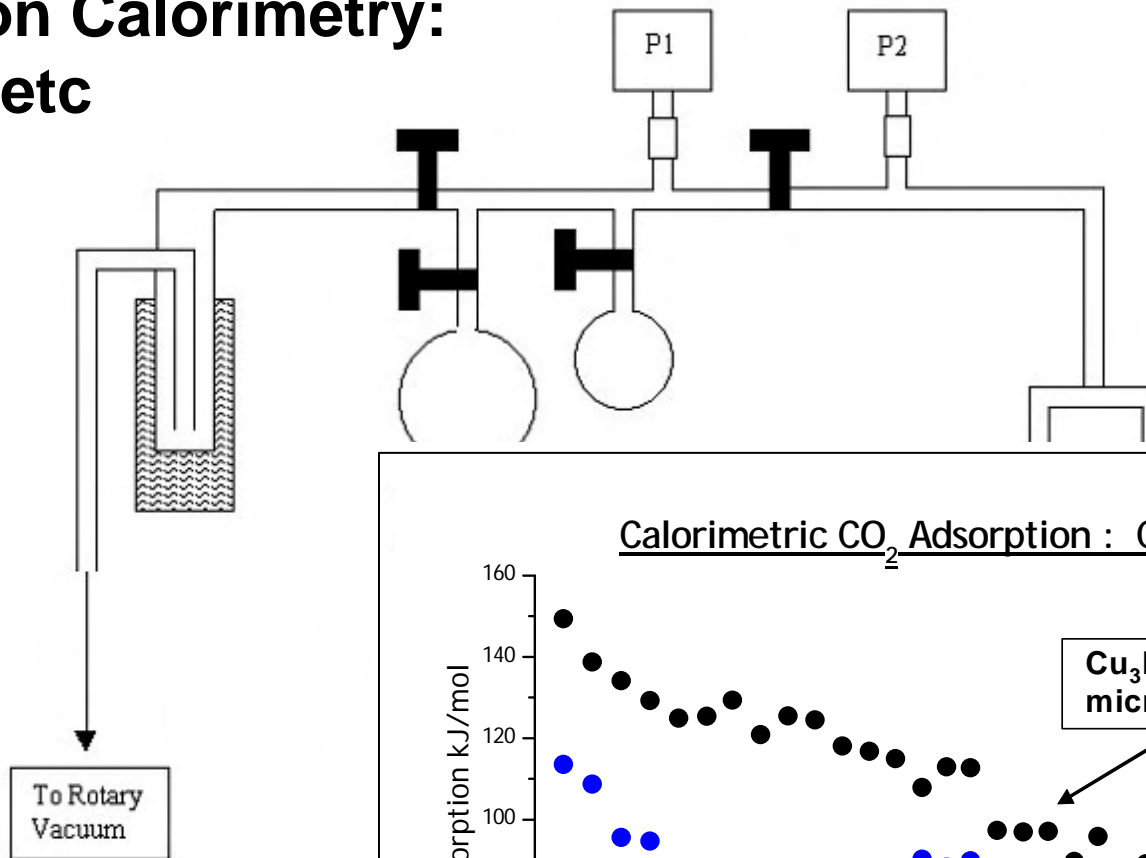 on Calorimetry:
etc
P1
P2
To Rotary
Vacuum
Calorimetric CO₂ Adsorption :
160
140
120
100
orption kJ/mol
Cu₃
micr